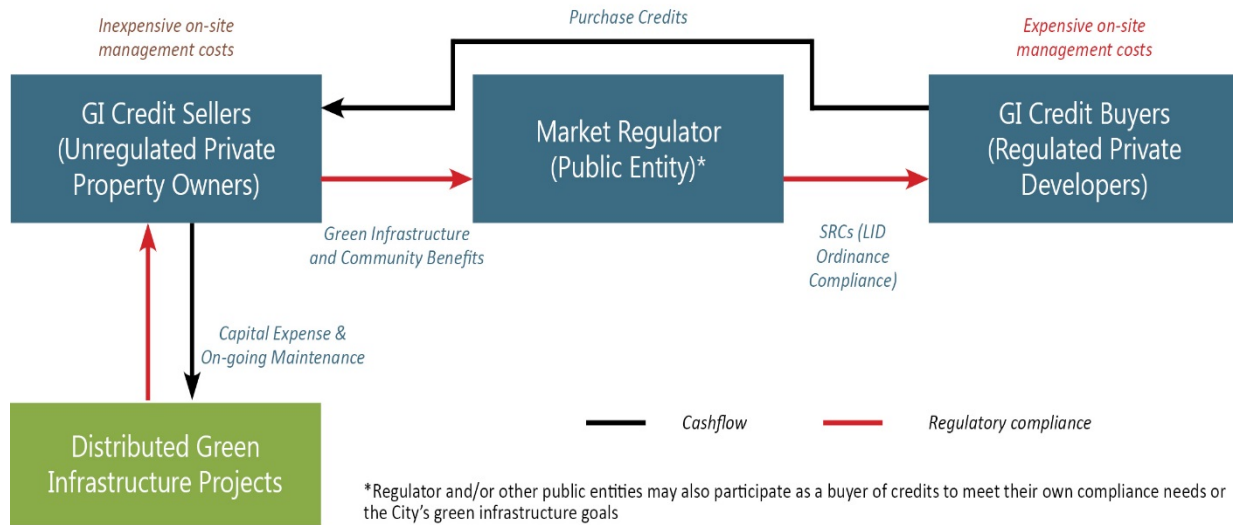 Purchase Credits
Inexpensive on-site
management costs
Expensive on-site
management costs
GI Credit Sellers
(Unregulated Private
Property Owners)
Market Regulator
(Public Entity)*
GI Credit Buyers
(Regulated Private
Developers)
Green Infrastructure
and Community Benefits
SRCs (LID
Ordinance
Compliance)
Capital Expense &
On-going Maintenance
Distributed Green
Infrastructure Projects
Cashflow
Regulatory compliance
*Regulator and/or other public entities may also participate as a buyer of credits to meet their own compliance needs or
the City's green infrastructure goals